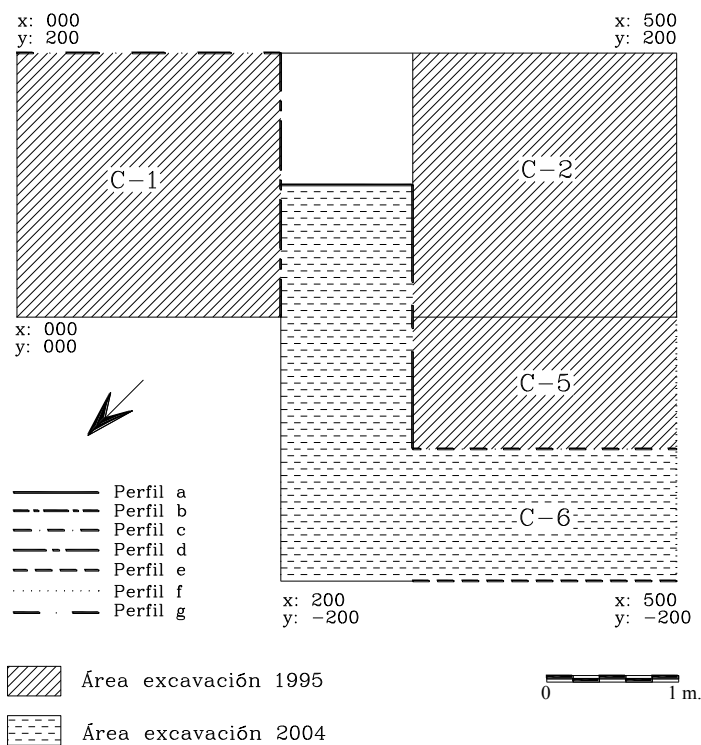 x: 000
y: 200
x: 500
y: 200
C-1
C-2
x: 000
y: 000
C-5
Perfil a
Perfil b
Perfil c
Perfil d
Perfil e
Perfil f
Perfil g
C-6
x: 200
y: -200
x: 500
y: -200
Área excavación 1995
0 1 m.
Área excavación 2004